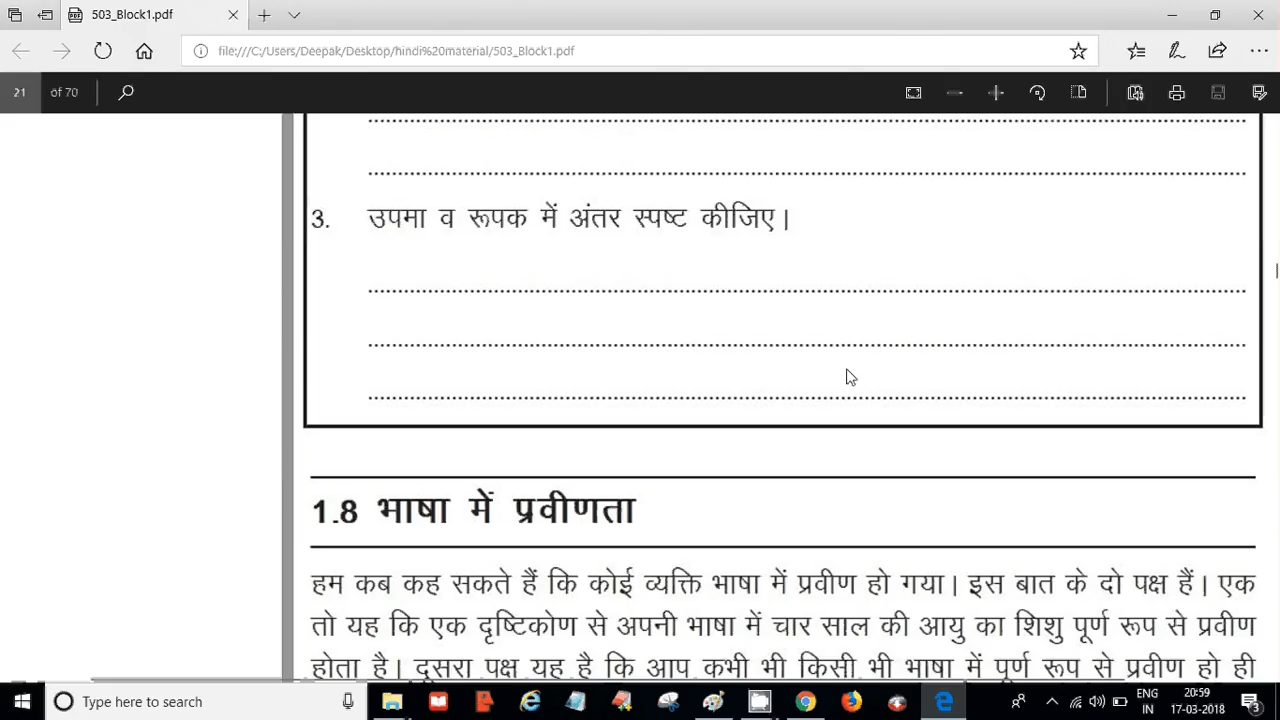 503_Block1.pdf
file:///C:/Users/Deepak/Desktop/hindi%20material/503_Block1.pdf
21 of 70
3. उपमा व रूपक में अंतर स्पष्ट कीजिए।
1.8 भाषा में प्रवीणता
हम कब कह सकते हैं कि कोई व्यक्ति भाषा में प्रवीण हो गया। इस बात के दो पक्ष हैं। एक
तो यह कि एक दृष्टिकोण से अपनी भाषा में चार साल की आयु का शिशु पूर्ण रूप से प्रवीण
होता है। दूसरा पक्ष यह है कि आप कभी भी किसी भी भाषा में पूर्ण रूप से प्रवीण हो ही
Type here to search
ENG 20:59
IN 17-03-2018
3